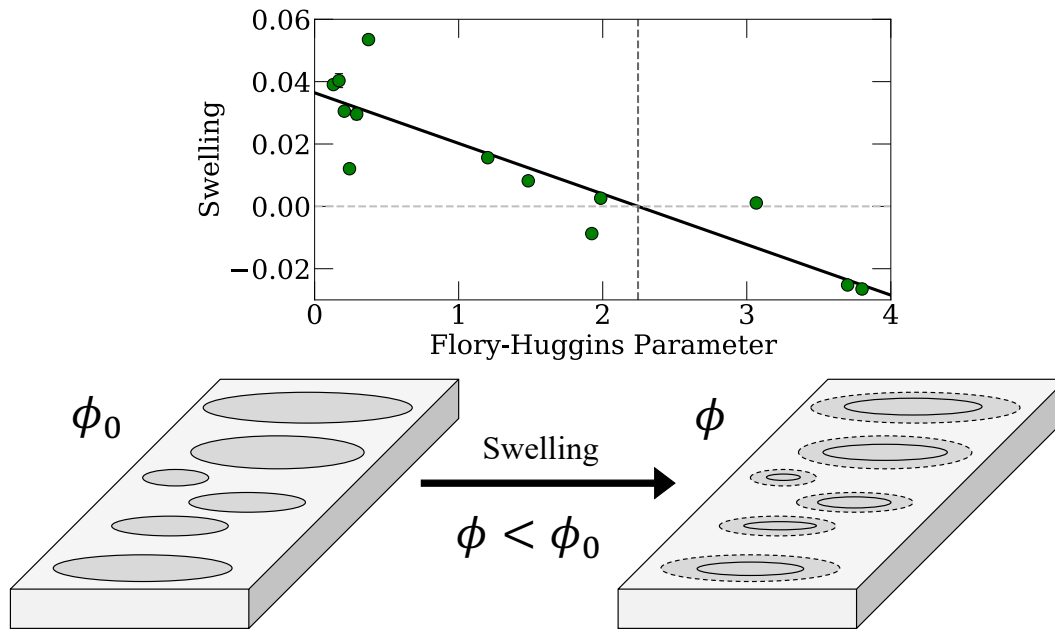 0.06
0.04
0.02
0.00
−0.02
Swelling
0 1 2 3 4
Flory-Huggins Parameter
ϕ₀
Swelling
ϕ < ϕ₀
ϕ